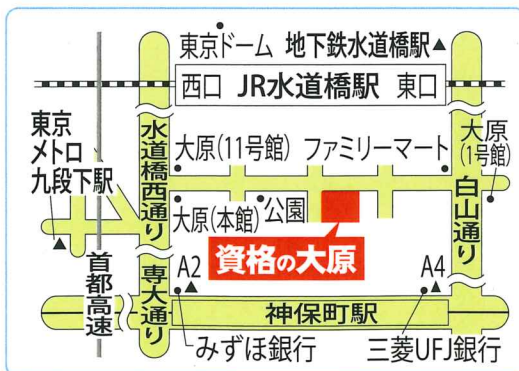 東京ドーム 地下鉄水道橋駅▲
西口 JR水道橋駅 東口
東京
メトロ
九段下駅
水道橋西通り
大原(11号館)
ファミリーマート
大原
(1号館)
白山通り
大原(本館)
公園
資格の大原
首都高速
専大通り
A2
A4
神保町駅
みずほ銀行
三菱UFJ銀行